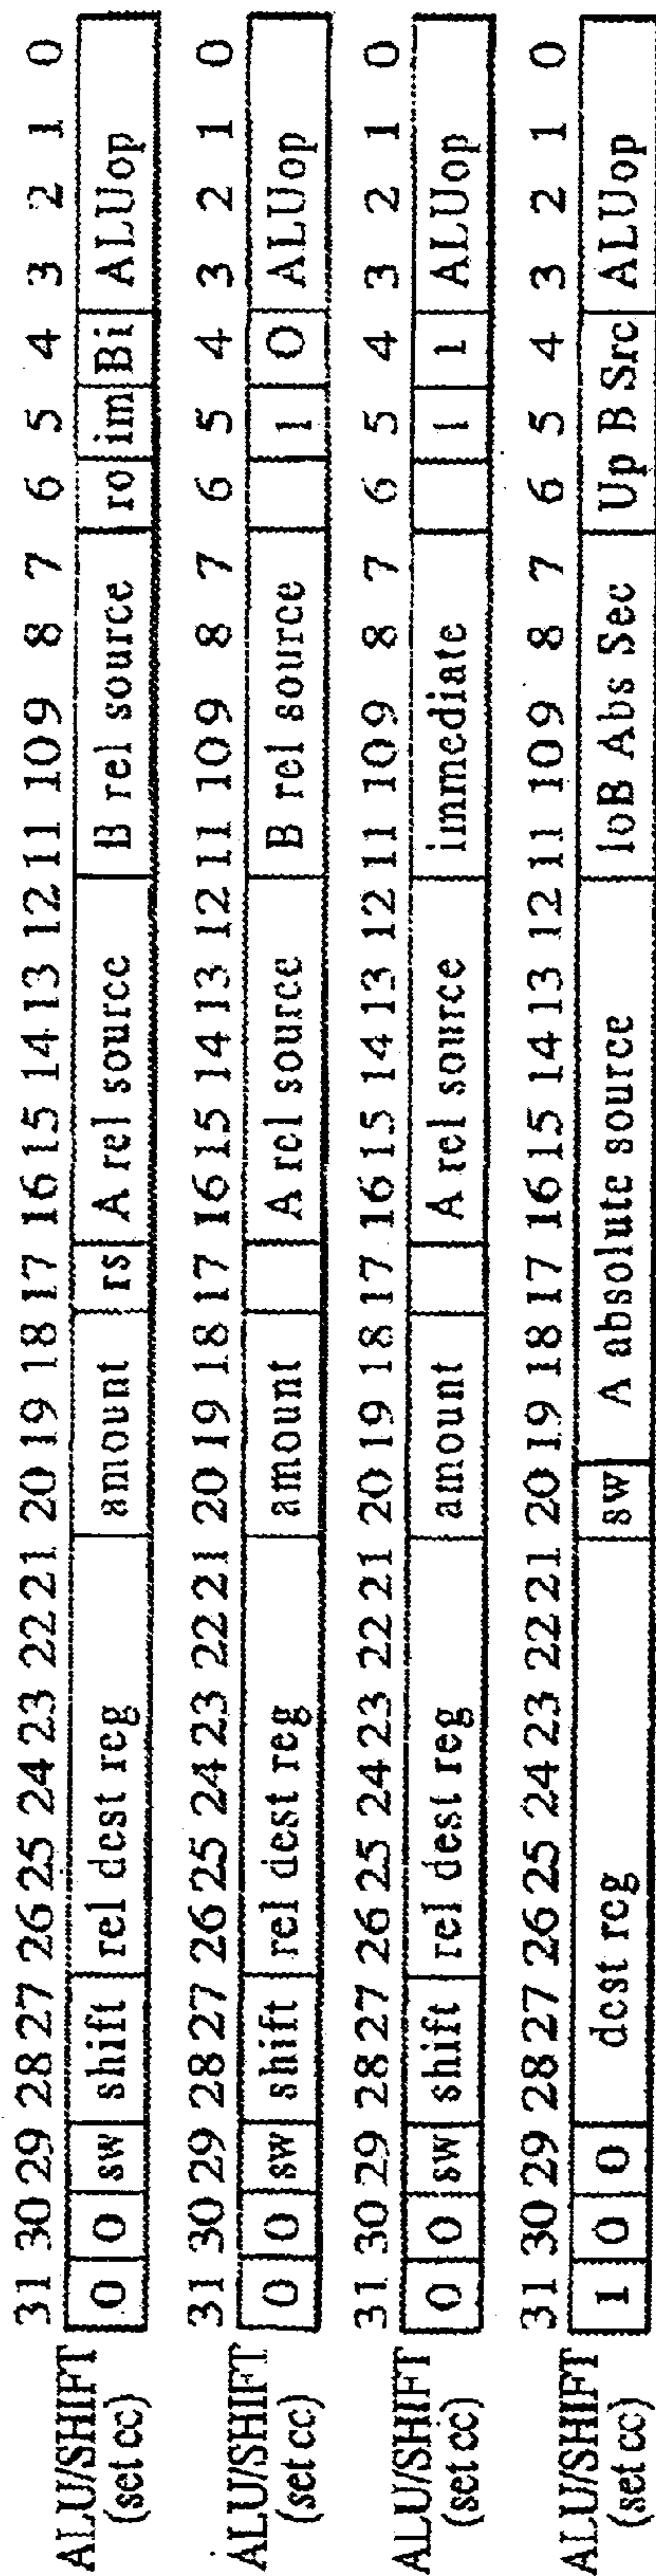 31 30 29 28 27 26 25 24 23 22 21 20 19 18 17 16 15 14 13 12 11 10 9 8 7 6 5 4 3 2 1 0
ALU/SHIFT (set cc)
0 0 sw shift rel dest reg amount rs A rel source B rel source ro im Bi ALUop
31 30 29 28 27 26 25 24 23 22 21 20 19 18 17 16 15 14 13 12 11 10 9 8 7 6 5 4 3 2 1 0
ALU/SHIFT (set cc)
0 0 sw shift rel dest reg amount A rel source B rel source 1 0 ALUop
31 30 29 28 27 26 25 24 23 22 21 20 19 18 17 16 15 14 13 12 11 10 9 8 7 6 5 4 3 2 1 0
ALU/SHIFT (set cc)
0 0 sw shift rel dest reg amount A rel source immediate 1 1 ALUop
31 30 29 28 27 26 25 24 23 22 21 20 19 18 17 16 15 14 13 12 11 10 9 8 7 6 5 4 3 2 1 0
ALU/SHIFT (set cc)
1 0 0 dest reg sw A absolute source loB Abs Sec Up B Src ALUop